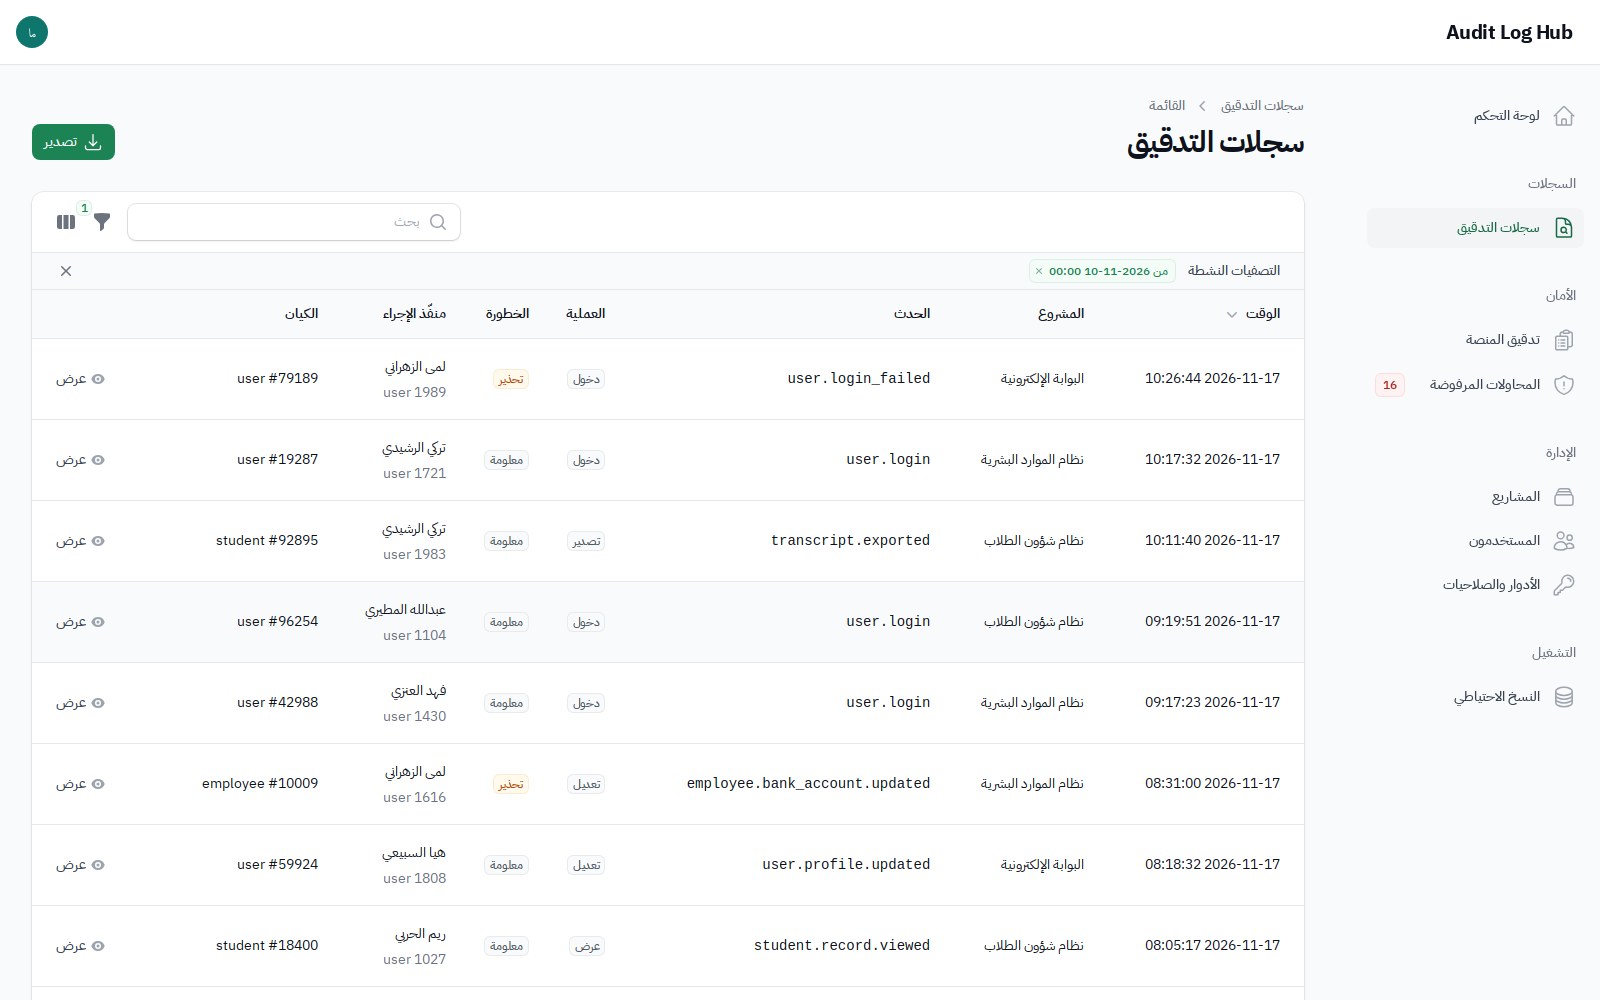 Audit Log Hub
ما
لوحة التحكم
السجلات
سجلات التدقيق
الأمان
تدقيق المنصة
المحاولات المرفوضة 16
الإدارة
المشاريع
المستخدمون
الأدوار والصلاحيات
التشغيل
النسخ الاحتياطي
سجلات التدقيق القائمة
سجلات التدقيق
تصدير
بحث
1
التصفيات النشطة من 2026-11-10 00:00
الوقت المشروع الحدث العملية الخطورة منفّذ الإجراء الكيان
2026-11-17 10:26:44 البوابة الإلكترونية user.login_failed دخول تحذير لمى الزهراني user #79189 عرض
user 1989
2026-11-17 10:17:32 نظام الموارد البشرية user.login دخول معلومة تركي الرشيدي user #19287 عرض
user 1721
2026-11-17 10:11:40 نظام شؤون الطلاب transcript.exported تصدير معلومة تركي الرشيدي student #92895 عرض
user 1983
2026-11-17 09:19:51 نظام شؤون الطلاب user.login دخول معلومة عبدالله المطيري user #96254 عرض
user 1104
2026-11-17 09:17:23 نظام الموارد البشرية user.login دخول معلومة فهد العنزي user #42988 عرض
user 1430
2026-11-17 08:31:00 نظام الموارد البشرية employee.bank_account.updated تعديل تحذير لمى الزهراني employee #10009 عرض
user 1616
2026-11-17 08:18:32 البوابة الإلكترونية user.profile.updated تعديل معلومة هيا السبيعي user #59924 عرض
user 1808
2026-11-17 08:05:17 نظام شؤون الطلاب student.record.viewed عرض معلومة ريم الحربي student #18400 عرض
user 1027